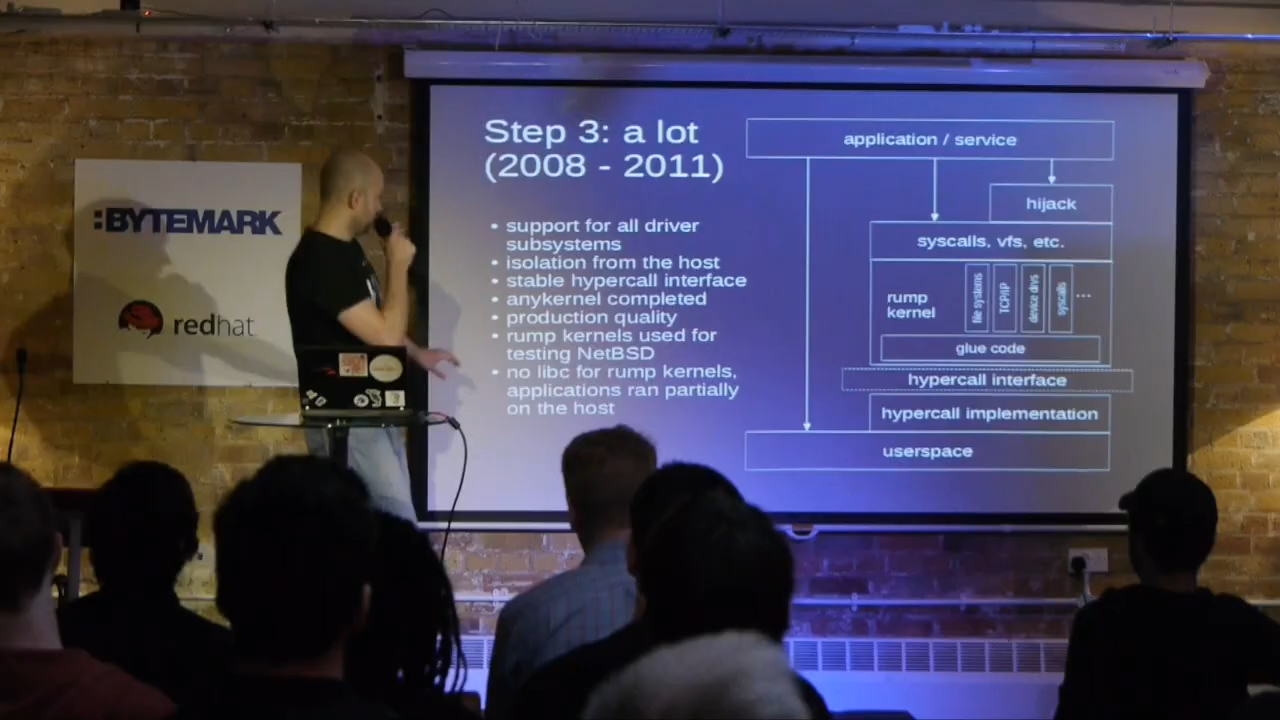 :BYTEMARK
redhat
Step 3: a lot
(2008 - 2011)
• support for all driver
subsystems
• isolation from the host
• stable hypercall interface
• anykernel completed
• production quality
• rump kernels used for
testing NetBSD
• no libc for rump kernels,
applications ran partially
on the host
application / service
hijack
syscalls, vfs, etc.
rump
kernel
file systems
TCP/IP
device drivs
syscalls
...
glue code
hypercall interface
hypercall implementation
userspace